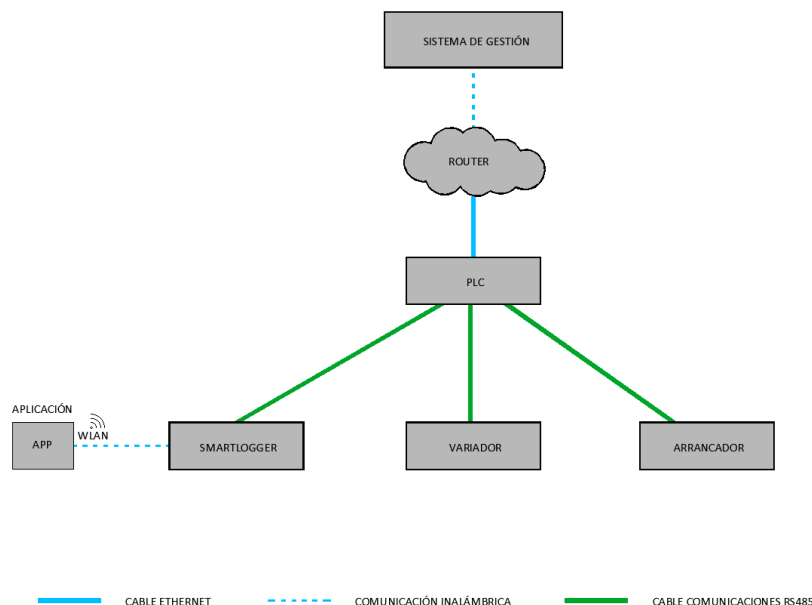 SISTEMA DE GESTIÓN
ROUTER
PLC
APLICACIÓN
WLAN
APP
SMARTLOGGER
VARIADOR
ARRANCADOR
CABLE ETHERNET
COMUNICACIÓN INALÁMBRICA
CABLE COMUNICACIONES RS485